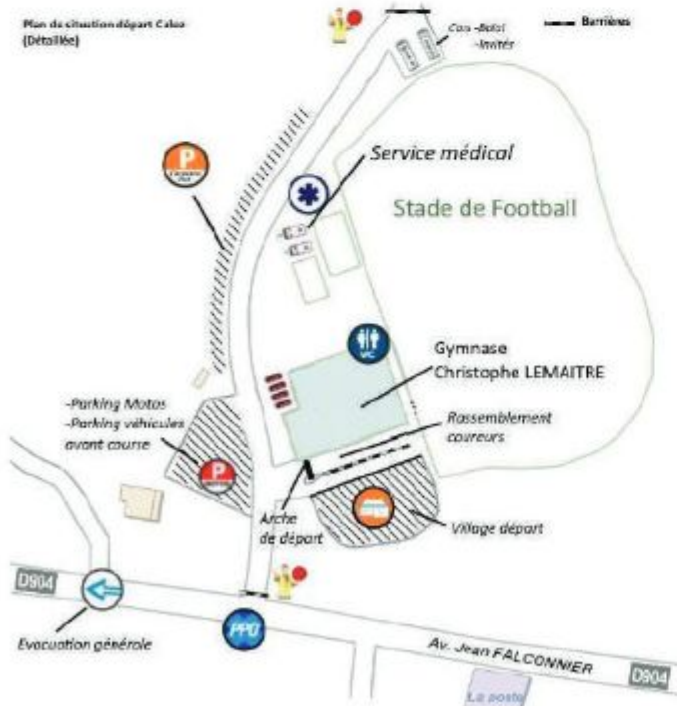 Plan de situation départ Culoz
(Détaillée)
Cars -Balai
-Invités
Barrières
P
Service médical
Stade de Football
WC
Gymnase
Christophe LEMAITRE
-Parking Motos
-Parking véhicules
avant course
Rassemblement
coureurs
P
Arche
de départ
Village départ
D904
Evacuation générale
PPO
Av. Jean FALCONNIER
D904
La poste